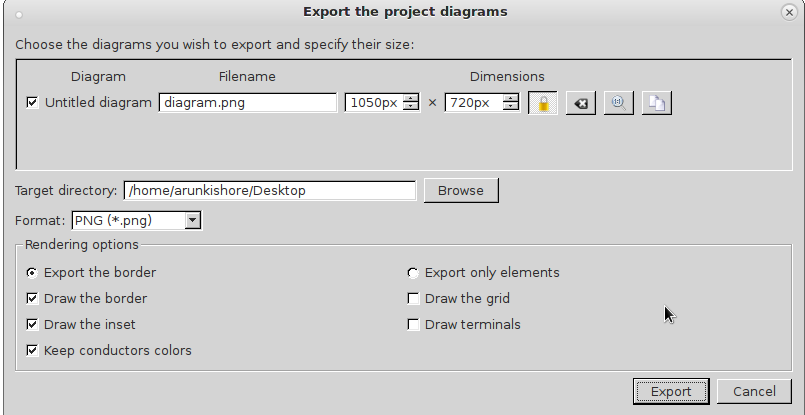 Export the project diagrams
Choose the diagrams you wish to export and specify their size:
Diagram Filename Dimensions
Untitled diagram diagram.png 1050px × 720px
Target directory: /home/arunkishore/Desktop Browse
Format: PNG (*.png)
Rendering options
Export the border Export only elements
Draw the border Draw the grid
Draw the inset Draw terminals
Keep conductors colors
Export Cancel